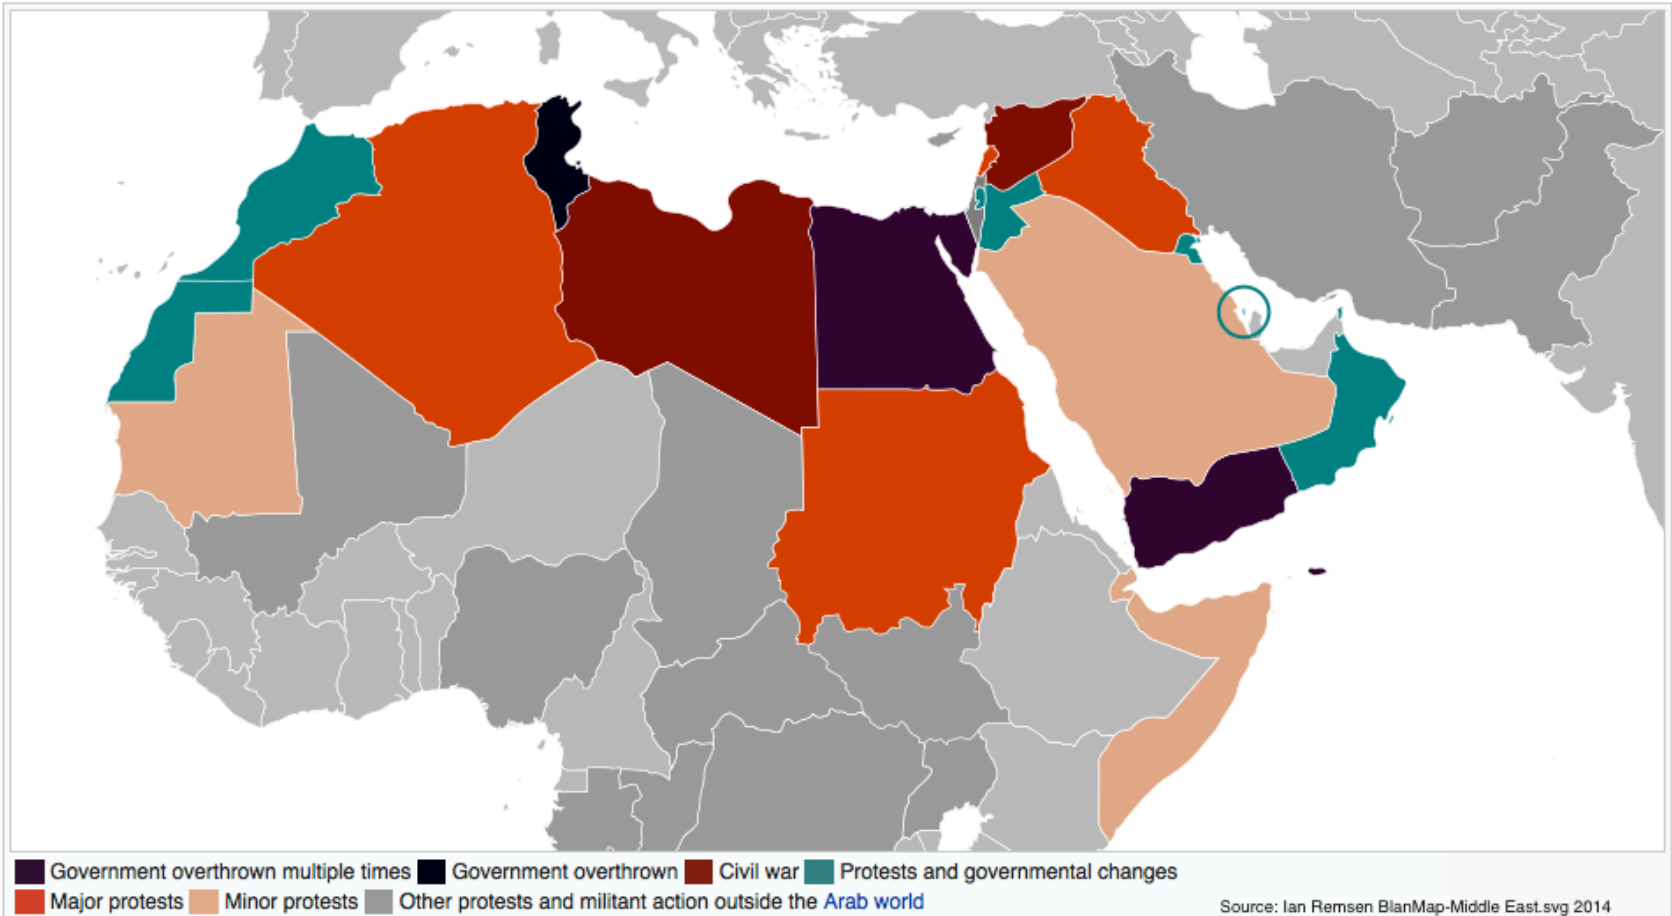 Government overthrown multiple times Government overthrown Civil war Protests and governmental changes
Major protests Minor protests Other protests and militant action outside the Arab world
Source: Ian Remsen BlanMap-Middle East.svg 2014